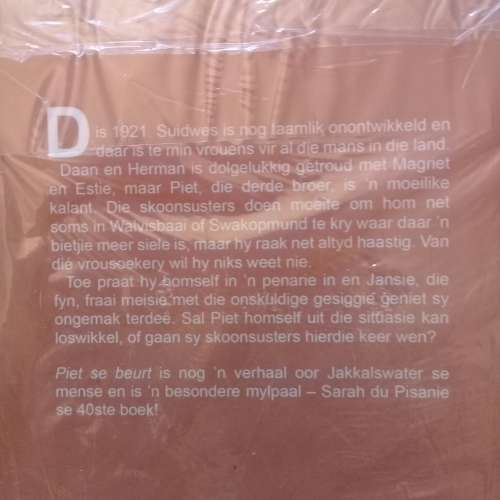 Dis 1921. Suidwes is nog taamlik onontwikkeld en
daar is te min vrouens vir al die mans in die land.
Daan en Herman is dolgelukkig getroud met Magriet
en Estie, maar Piet, die derde broer, is 'n moeilike
kalant. Die skoonsusters doen moeite om hom net
soms in Walvisbaai of Swakopmund te kry waar daar 'n
bietjie meer siele is, maar hy raak net altyd haastig. Van
die vrousoekery wil hy niks weet nie.
Toe praat hy homself in 'n penarie in en Jansie, die
fyn, fraai meisie met die onskuldige gesiggie geniet sy
ongemak terdeë. Sal Piet homself uit die situasie kan
loswikkel, of gaan sy skoonsusters hierdie keer wen?
Piet se beurt is nog 'n verhaal oor Jakkalswater se
mense en is 'n besondere mylpaal – Sarah du Pisanie
se 40ste boek!